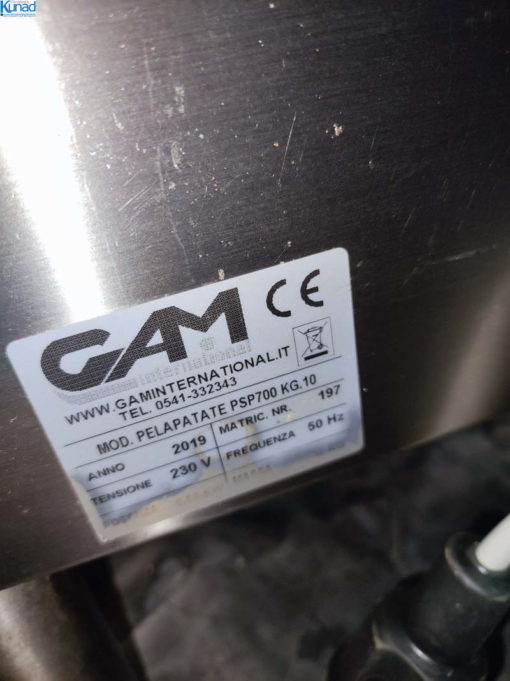 Kunad
GAM
international
CE
WWW.GAMINTERNATIONAL.IT
TEL. 0541-332343
MOD. PELAPATATE PSP700 KG.10
ANNO 2019 MATRIC. NR. 197
TENSIONE 230 V FREQUENZA 50 Hz